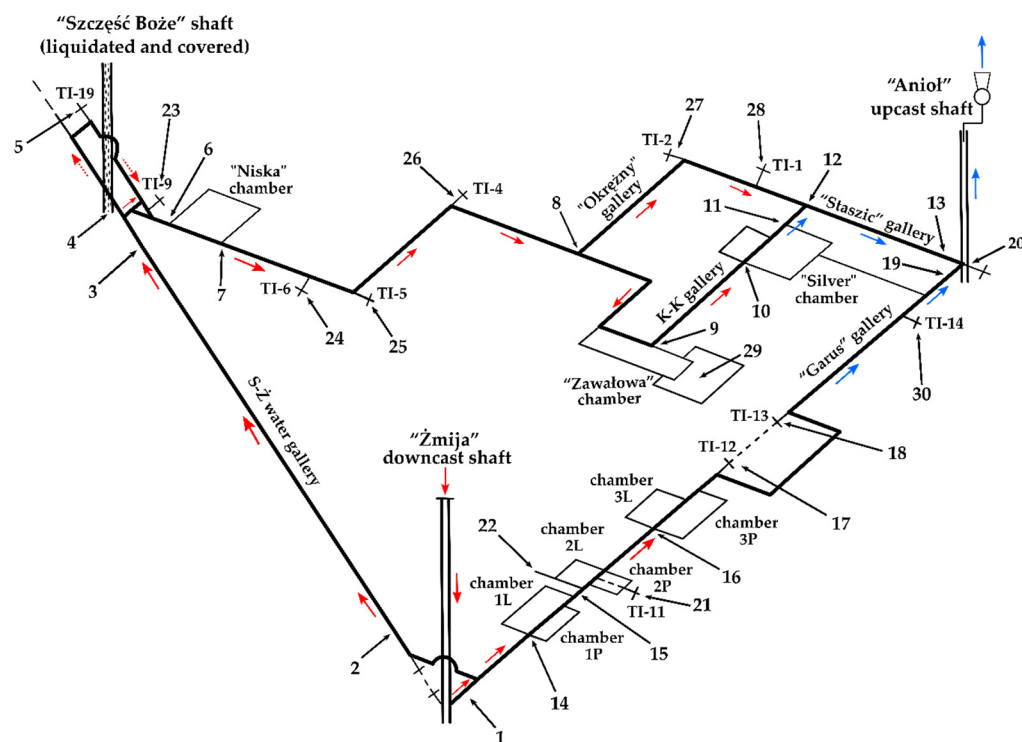 “Szczęść Boże” shaft
(liquidated and covered)
TI-19
23
5
6
"Niska"
chamber
TI-9
4
3
7
TI-6
24
TI-5
25
26
TI-4
8
"Okrężny"
gallery
TI-2
27
28
TI-1
12
11
“Staszic” gallery
13
“Anioł”
upcast shaft
20
19
"Silver"
chamber
10
K-K gallery
9
29
“Zawałowa”
chamber
TI-14
30
“Garus” gallery
S-Ż water gallery
“Żmija”
downcast shaft
TI-13
18
TI-12
17
chamber
3L
chamber
3P
16
22
chamber
2L
chamber
2P
TI-11
21
chamber
1L
chamber
1P
15
14
2
1